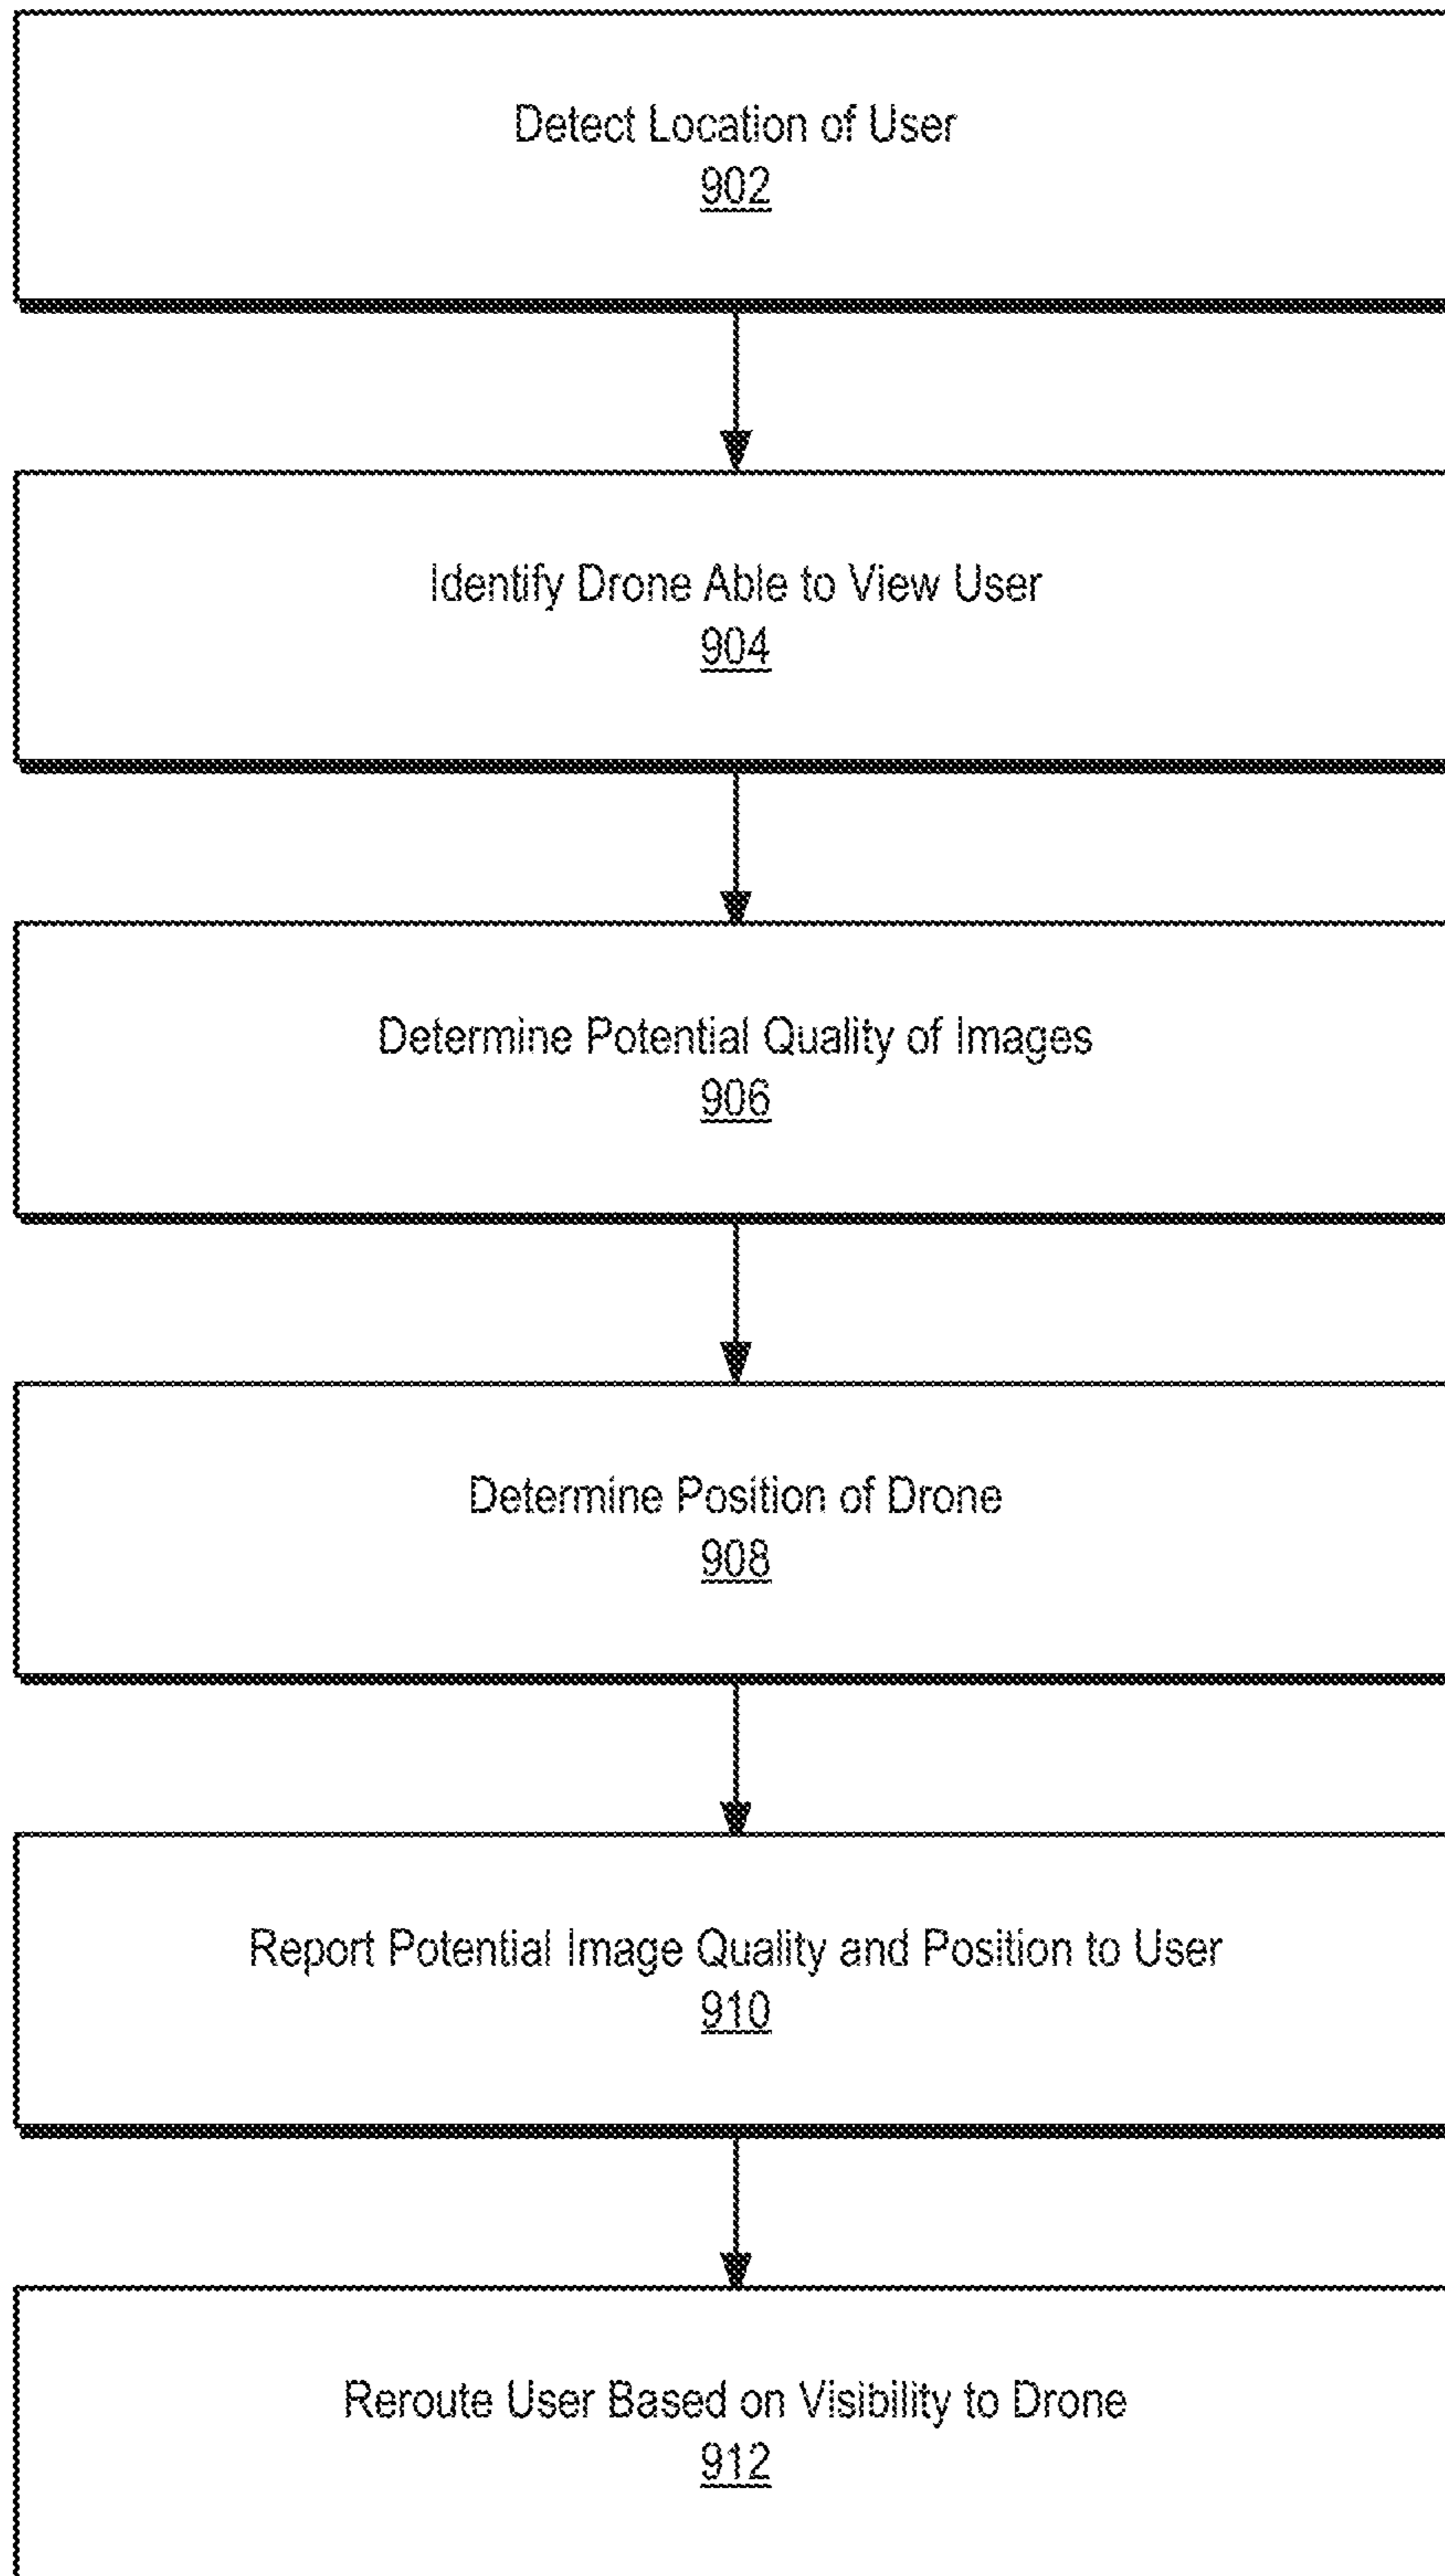 Detect Location of User
902
Identify Drone Able to View User
904
Determine Potential Quality of Images
906
Determine Position of Drone
908
Report Potential Image Quality and Position to User
910
Reroute User Based on Visibility to Drone
912